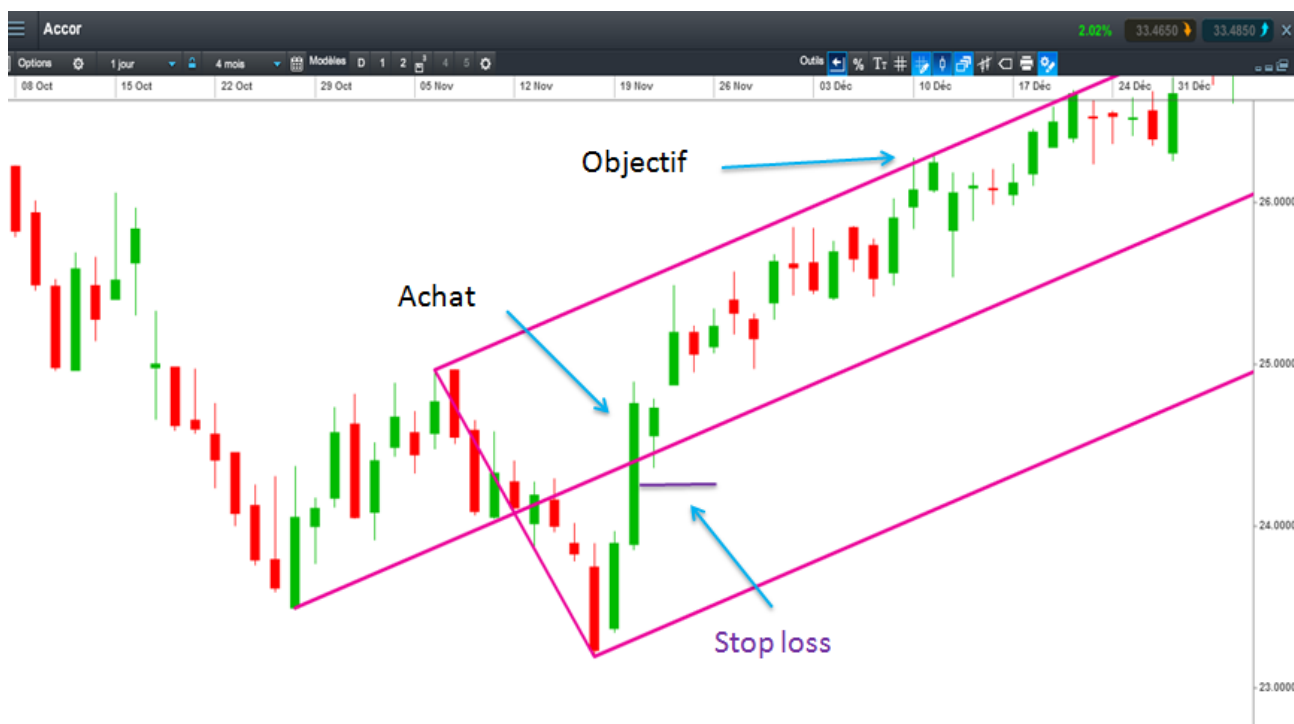 Accor 2.02% 33.4650 33.4850 X
Options 1 jour 4 mois Modèles D 1 2 3 4 5 Outils % TT
08 Oct 15 Oct 22 Oct 29 Oct 05 Nov 12 Nov 19 Nov 26 Nov 03 Déc 10 Déc 17 Déc 24 Déc 31 Déc
Objectif
26.0000
Achat
25.0000
24.0000
Stop loss
23.0000